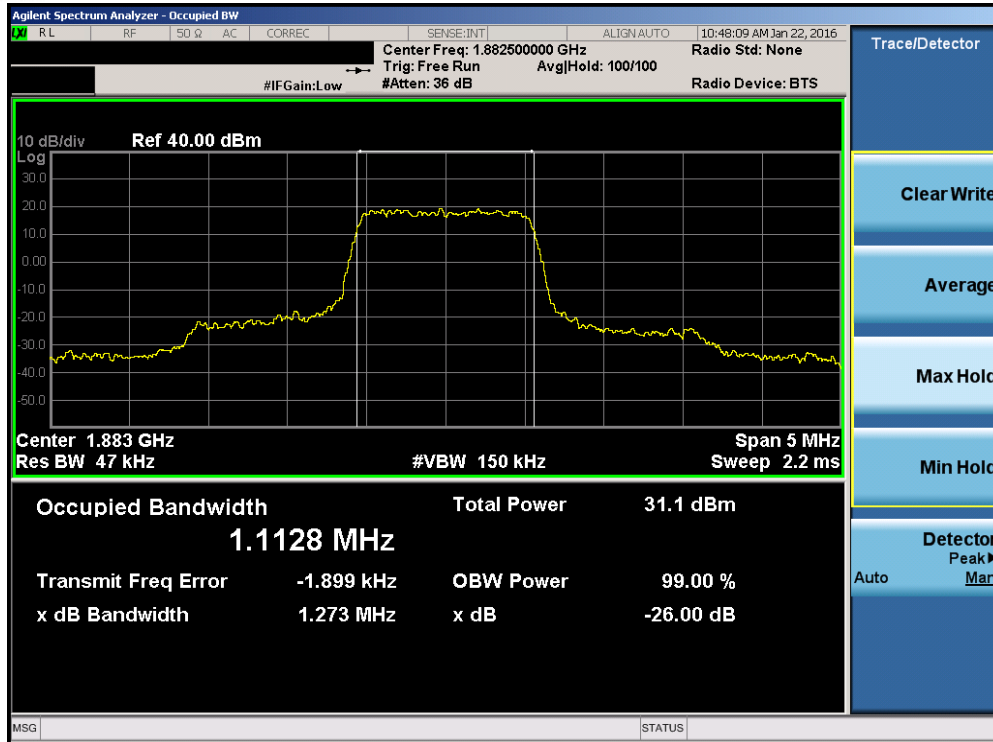 Agilent Spectrum Analyzer - Occupied BW
LXI RL RF 50 Ω AC CORREC SENSE:INT ALIGN AUTO 10:48:09 AM Jan 22, 2016
Center Freq: 1.882500000 GHz Radio Std: None
Trig: Free Run Avg|Hold: 100/100
#IFGain:Low #Atten: 36 dB Radio Device: BTS
10 dB/div Ref 40.00 dBm
Log
30.0
20.0
10.0
0.00
-10.0
-20.0
-30.0
-40.0
-50.0
Center 1.883 GHz Span 5 MHz
Res BW 47 kHz #VBW 150 kHz Sweep 2.2 ms
Occupied Bandwidth Total Power 31.1 dBm
1.1128 MHz
Transmit Freq Error -1.899 kHz OBW Power 99.00 %
x dB Bandwidth 1.273 MHz x dB -26.00 dB
MSG STATUS
Trace/Detector
Clear Write
Average
Max Hold
Min Hold
Detector
Peak▶
Auto Man